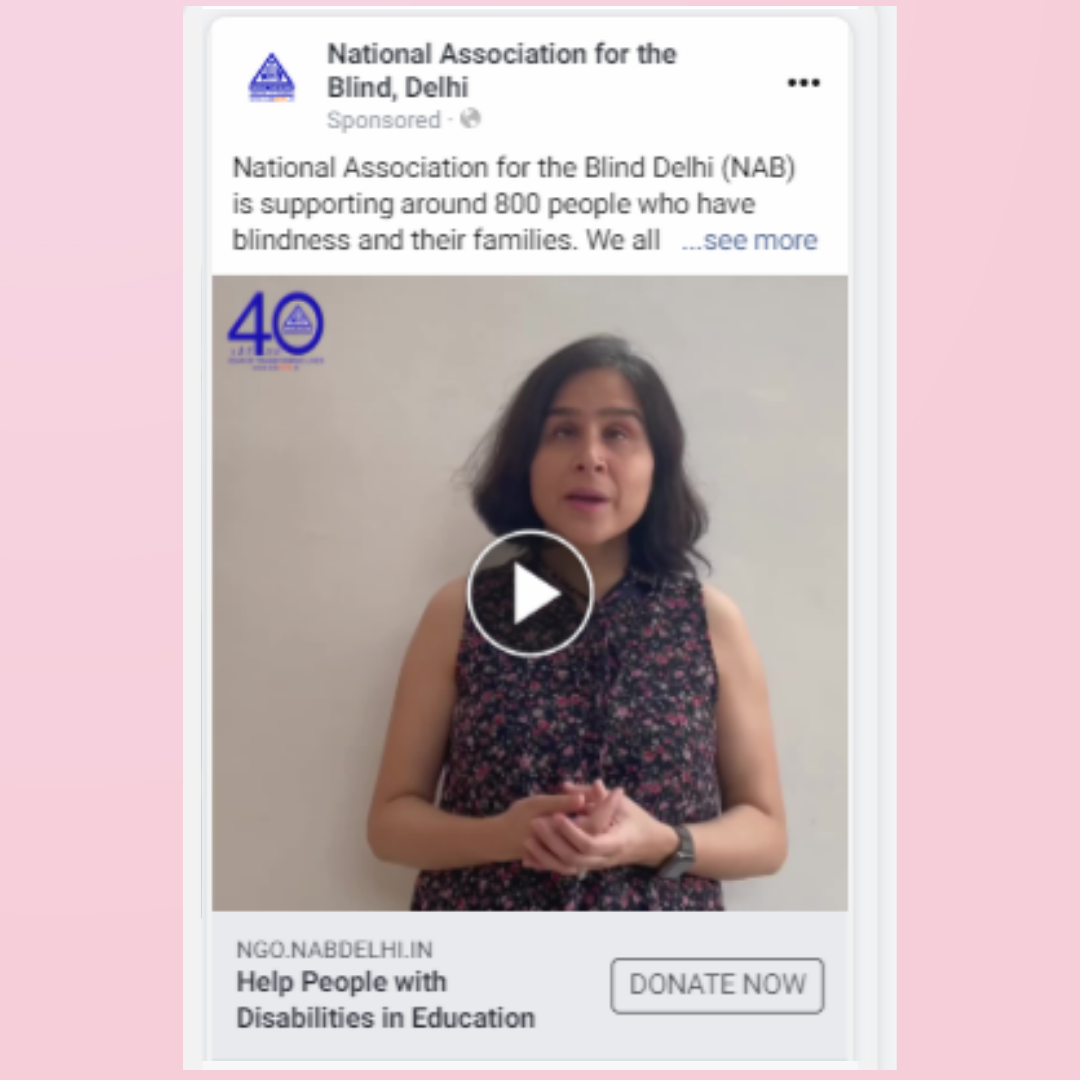 National Association for the
Blind, Delhi
Sponsored ·
National Association for the Blind Delhi (NAB)
is supporting around 800 people who have
blindness and their families. We all ...see more
40
NGO.NABDELHI.IN
Help People with
Disabilities in Education
DONATE NOW